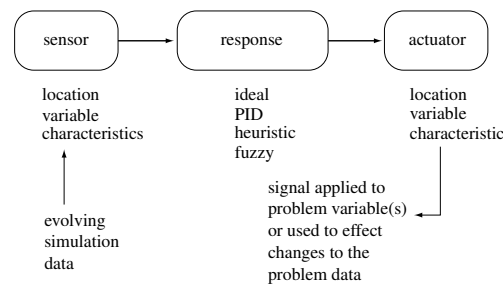 sensor
response
actuator
location
variable
characteristics
ideal
PID
heuristic
fuzzy
location
variable
characteristic
evolving
simulation
data
signal applied to
problem variable(s)
or used to effect
changes to the
problem data